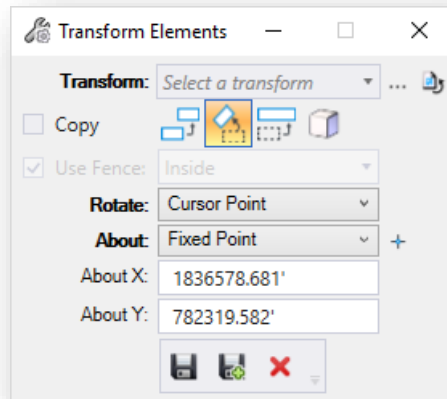 Transform Elements
Transform: Select a transform ...
Copy
Use Fence: Inside
Rotate: Cursor Point
About: Fixed Point
About X: 1836578.681'
About Y: 782319.582'